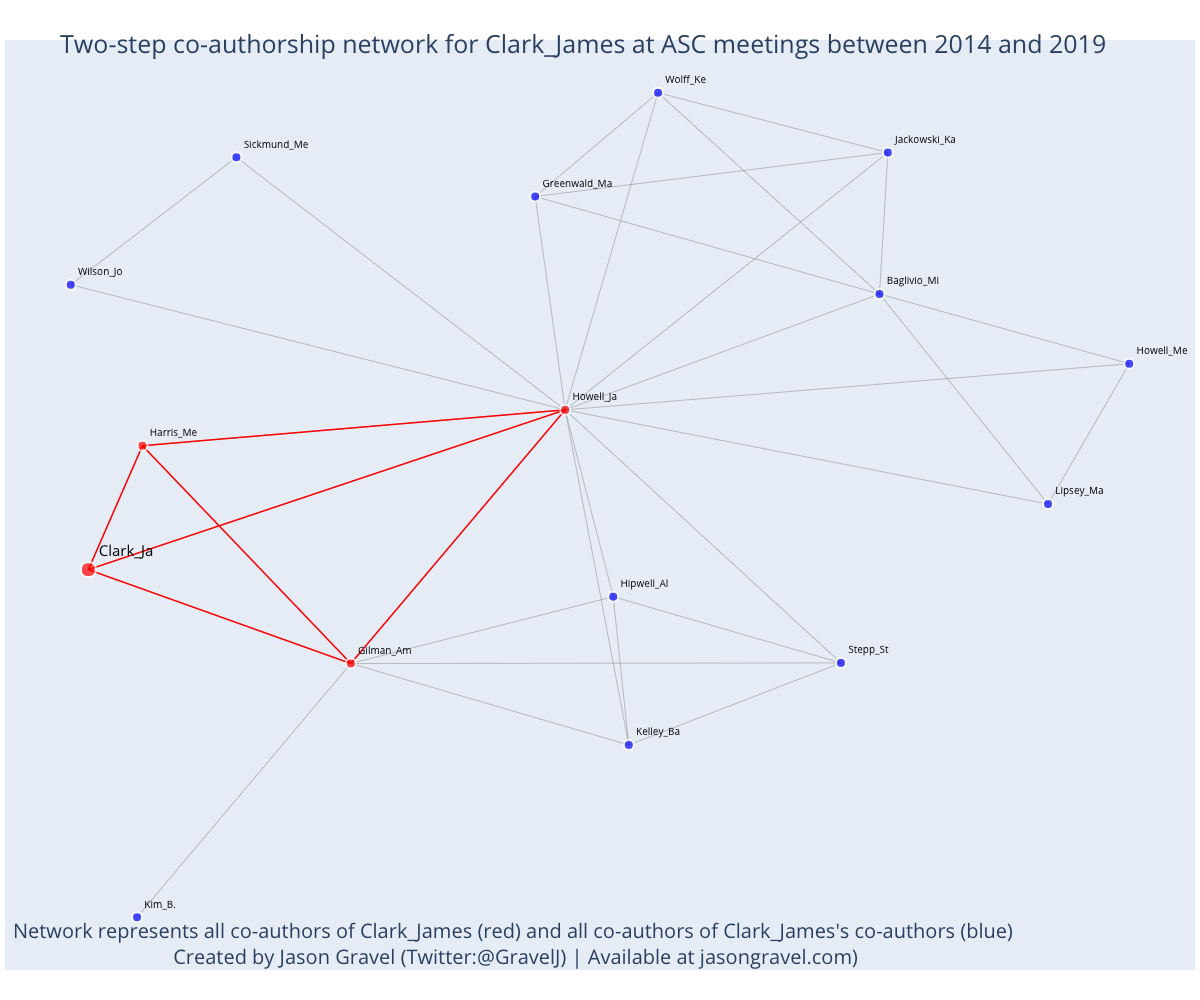 Two-step co-authorship network for Clark_James at ASC meetings between 2014 and 2019
Wolff_Ke
Jackowski_Ka
Sickmund_Me
Greenwald_Ma
Wilson_Jo
Baglivio_Mi
Howell_Me
Howell_Ja
Harris_Me
Lipsey_Ma
Clark_Ja
Hipwell_Al
Gilman_Am
Stepp_St
Kelley_Ba
Kim_B.
Network represents all co-authors of Clark_James (red) and all co-authors of Clark_James's co-authors (blue)
Created by Jason Gravel (Twitter:@GravelJ) | Available at jasongravel.com)